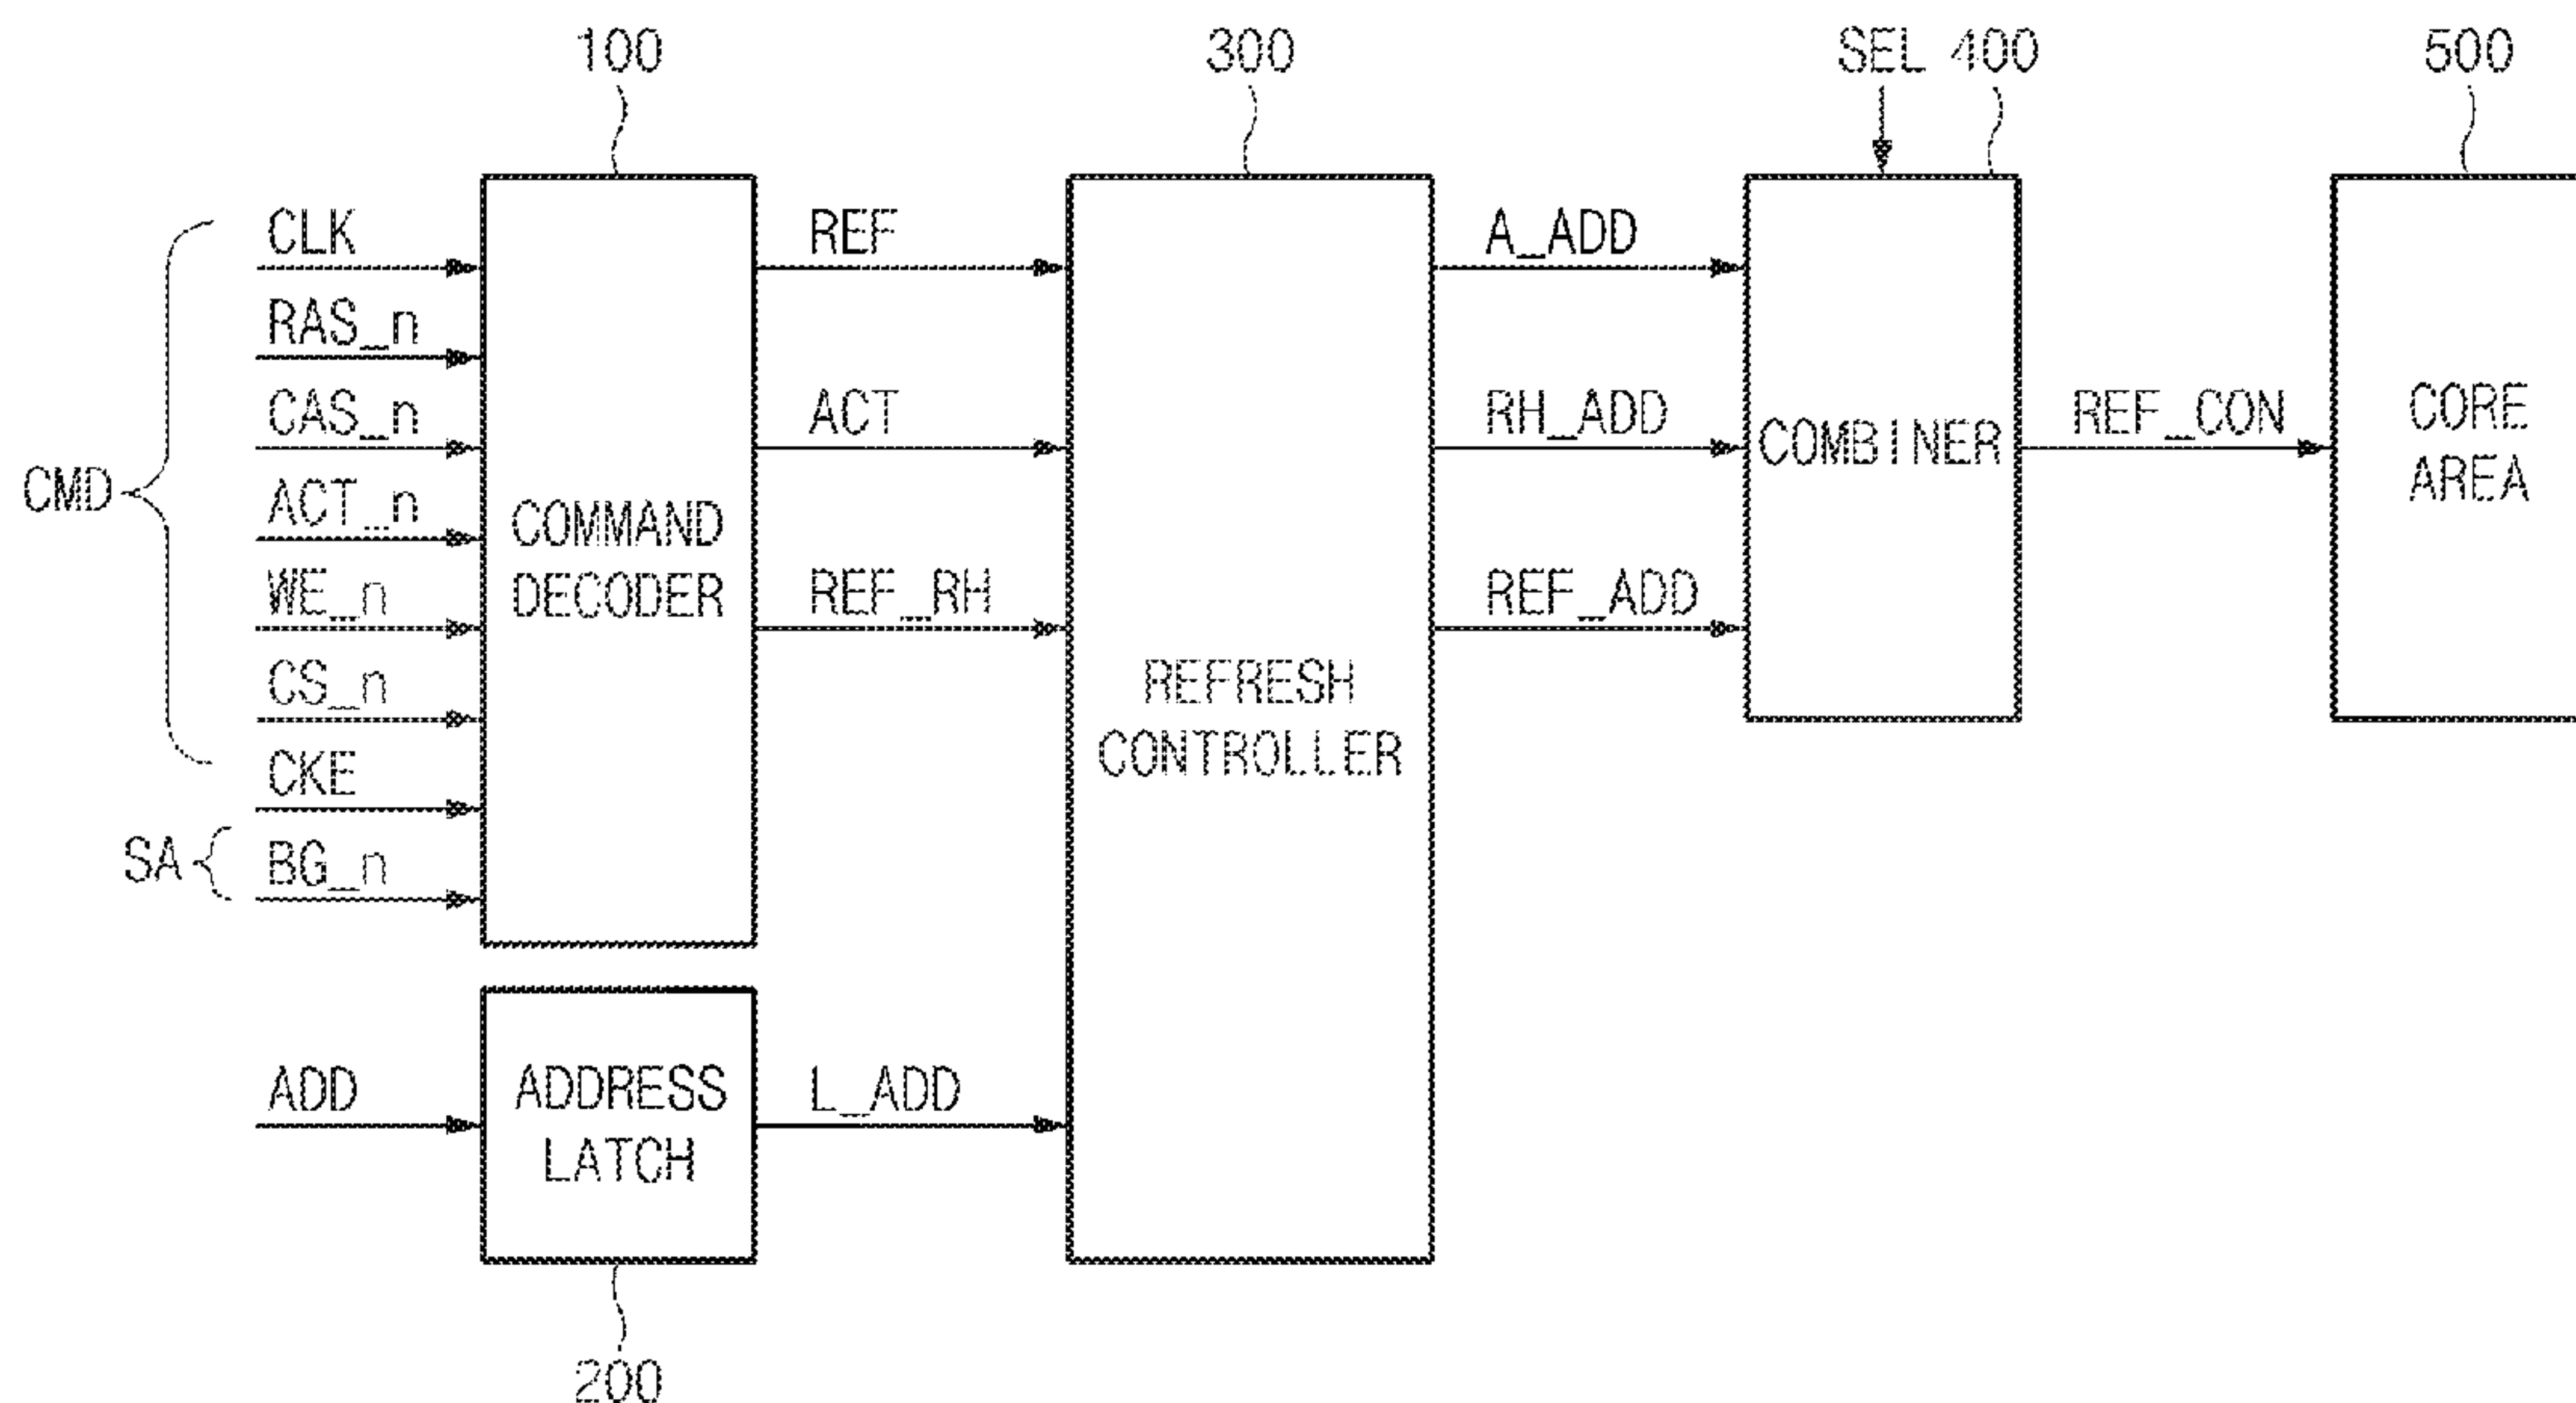 100
300
SEL 400
500
CLK
REF
A_ADD
RAS_n
CAS_n
ACT
RH_ADD
COMBINER
REF_CON
CORE
AREA
CMD
ACT_n
COMMAND
DECODER
WE_n
REF_RH
REF_ADD
CS_n
REFRESH
CONTROLLER
CKE
SA
BG_n
ADD
ADDRESS
LATCH
L_ADD
200